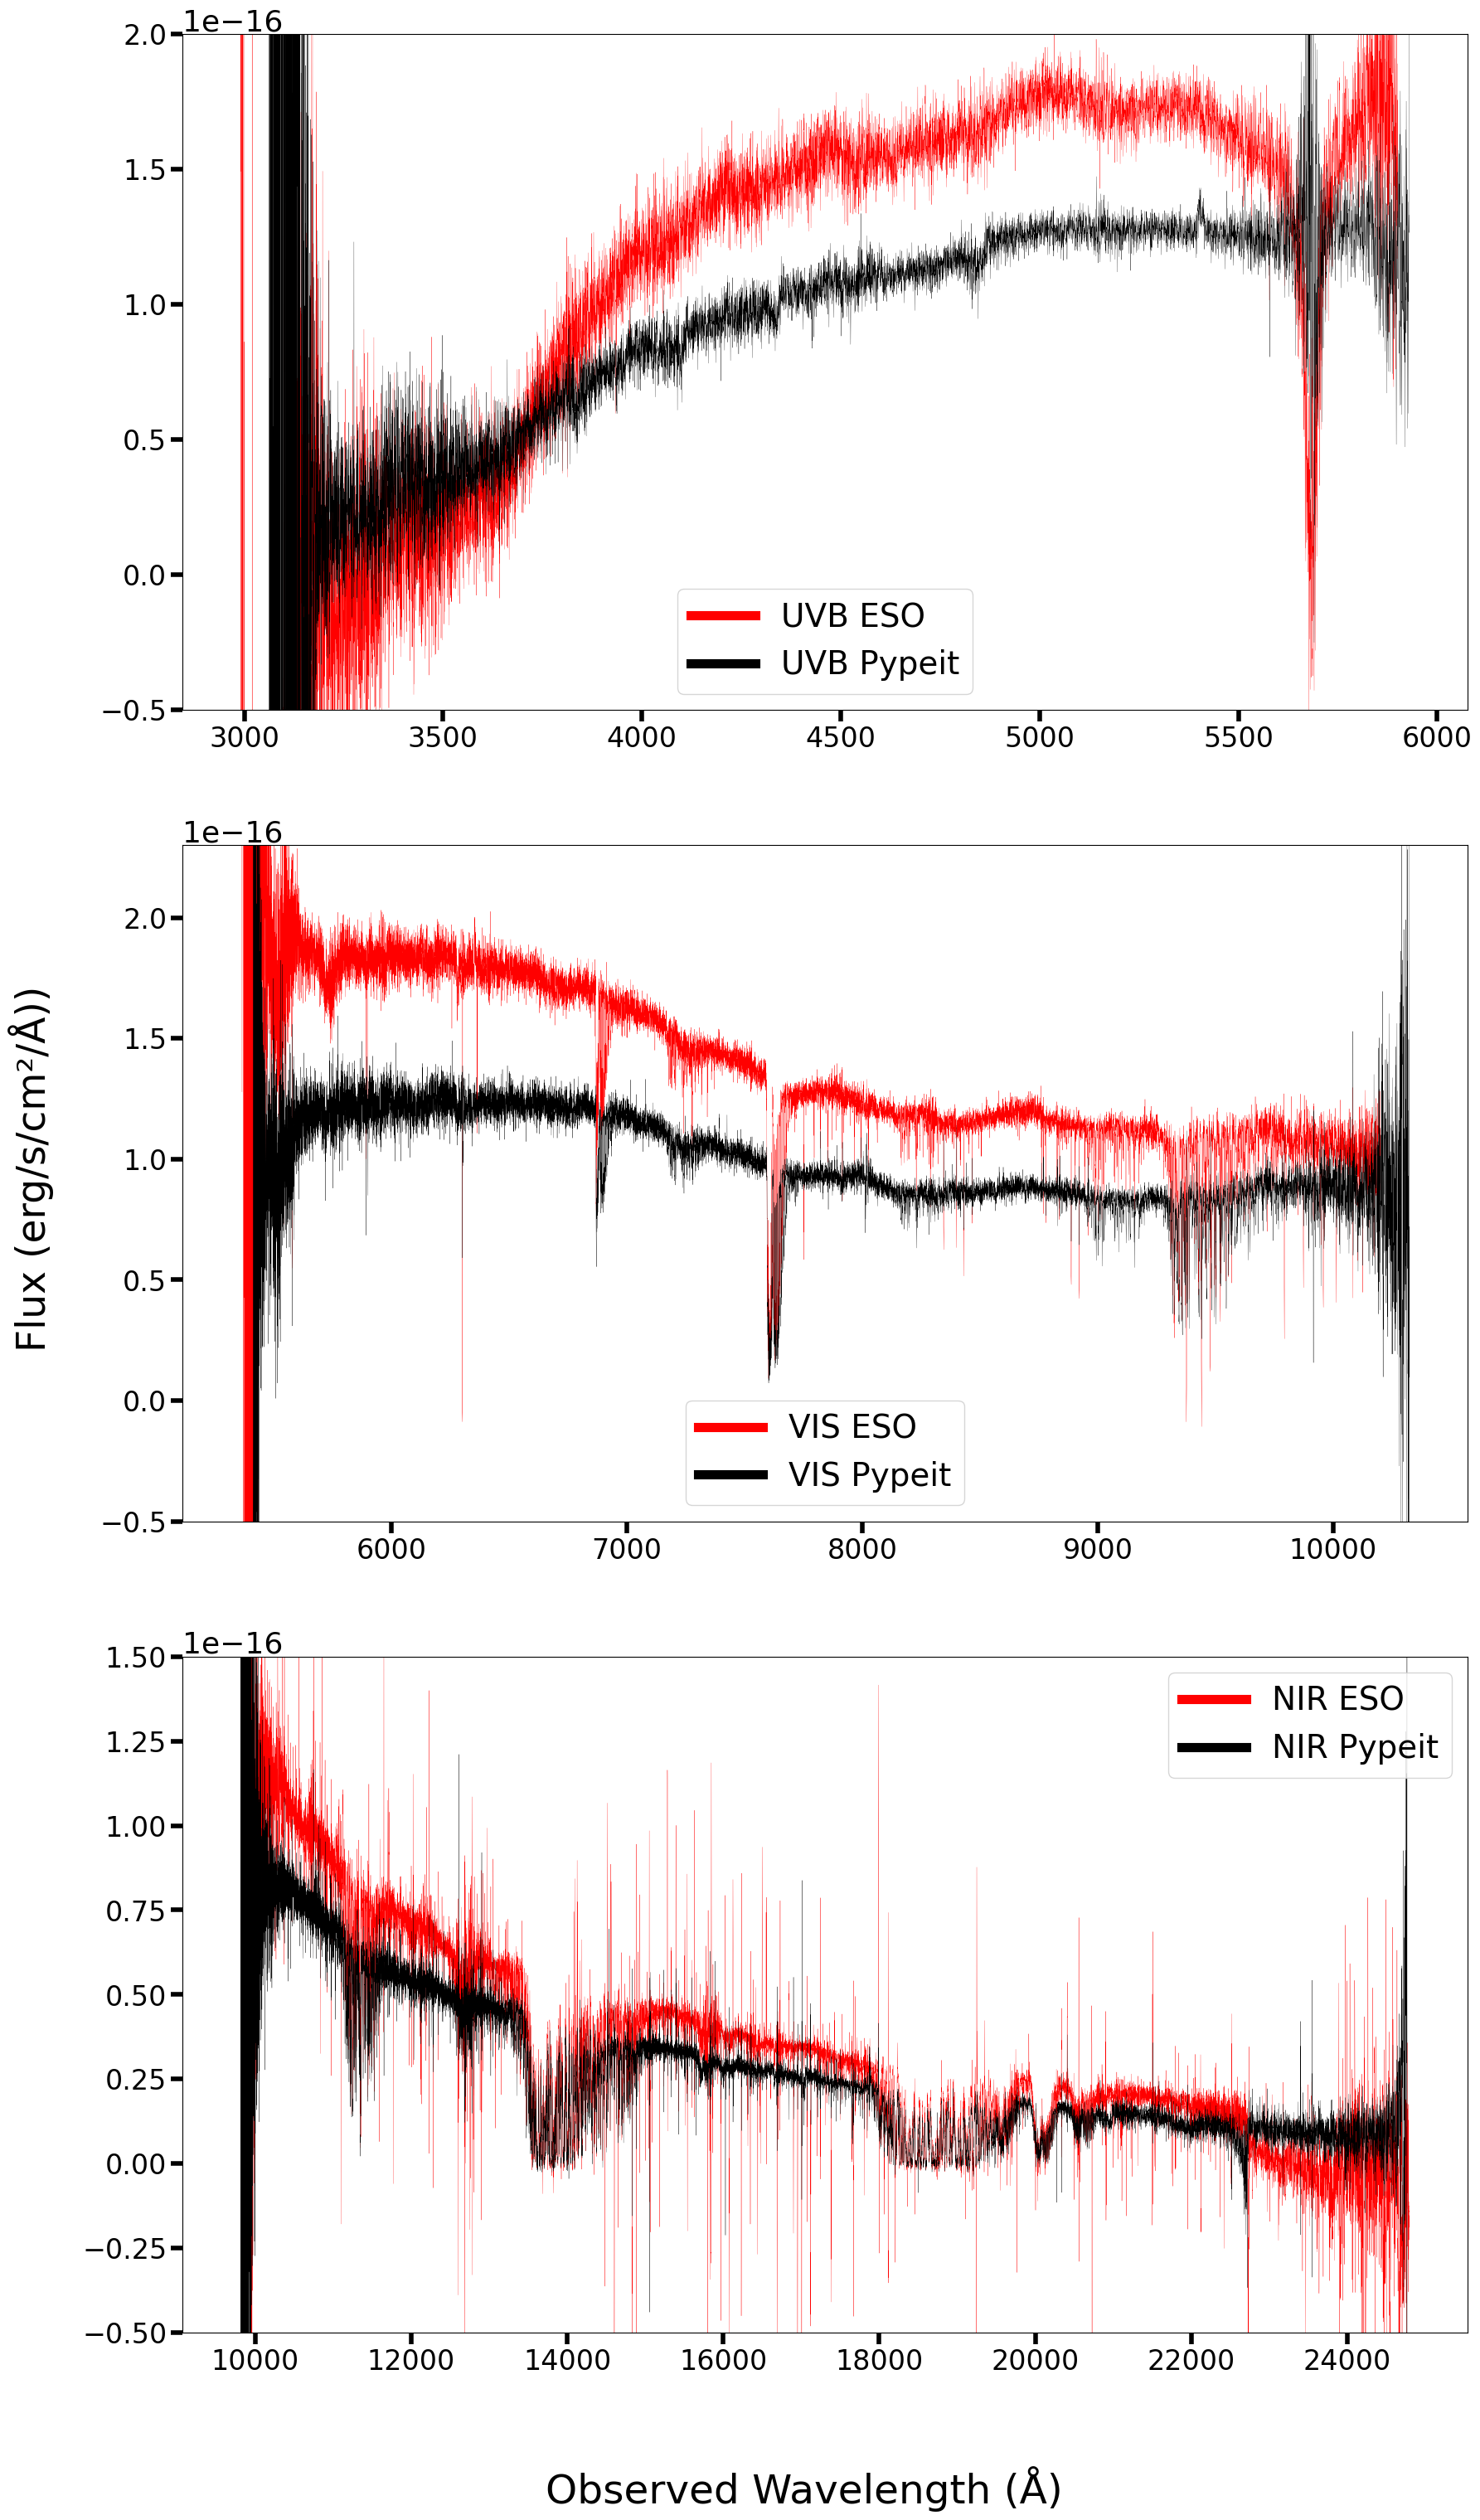 1e−16
2.0
1.5
1.0
0.5
0.0
−0.5
UVB ESO
UVB Pypeit
3000 3500 4000 4500 5000 5500 6000
1e−16
2.0
1.5
1.0
0.5
0.0
−0.5
VIS ESO
VIS Pypeit
6000 7000 8000 9000 10000
Flux (erg/s/cm²/Å))
1e−16
1.50
1.25
1.00
0.75
0.50
0.25
0.00
−0.25
−0.50
NIR ESO
NIR Pypeit
10000 12000 14000 16000 18000 20000 22000 24000
Observed Wavelength (Å)